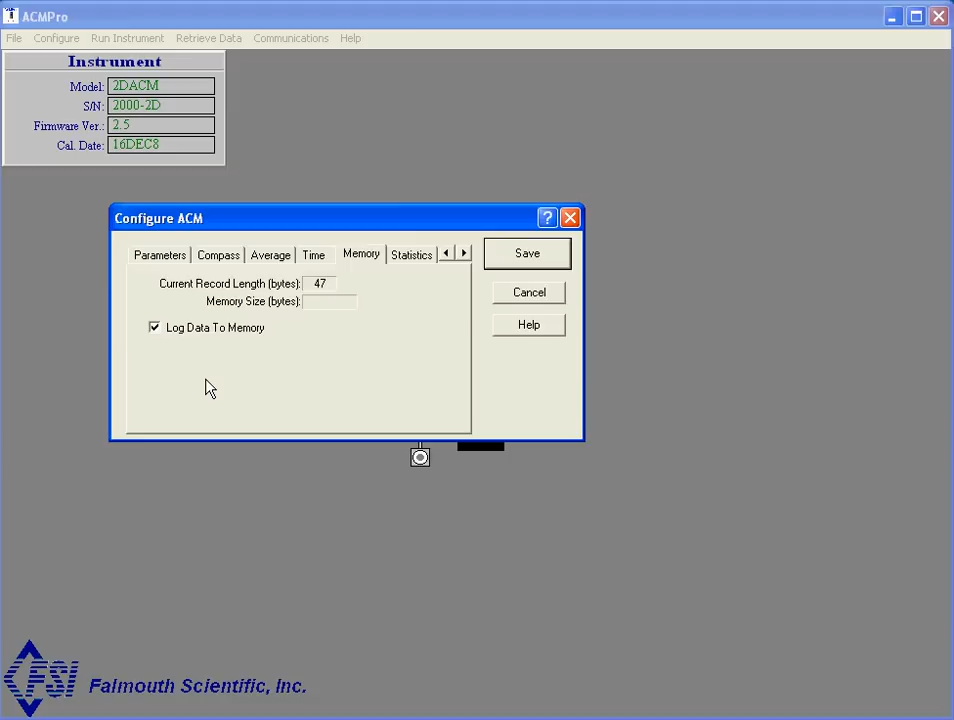 ACMPro
File Configure Run Instrument Retrieve Data Communications Help
Instrument
Model: 2DACM
S/N: 2000-2D
Firmware Ver.: 2.5
Cal. Date: 16DEC8
Configure ACM
Parameters Compass Average Time Memory Statistics
Save
Current Record Length (bytes): 47
Cancel
Memory Size (bytes):
Log Data To Memory
Help
FSI
Falmouth Scientific, Inc.